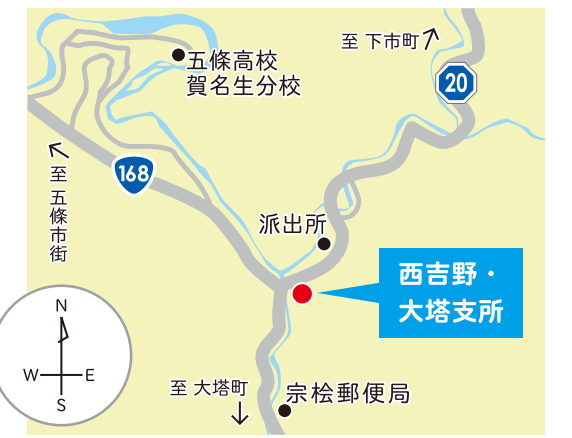 至 下市町
五條高校
賀名生分校
20
168
至 五條市街
派出所
西吉野・
大塔支所
N
W E
S
至 大塔町
宗桧郵便局